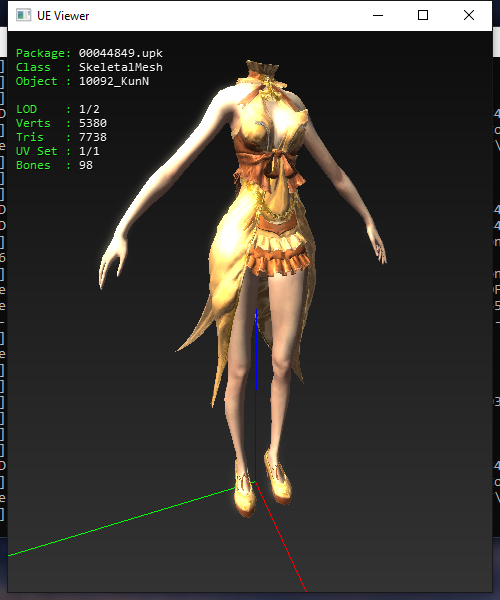 UE Viewer
Package: 00044849.upk
Class : SkeletalMesh
Object : 10092_KunN
LOD : 1/2
Verts : 5380
Tris : 7738
UV Set : 1/1
Bones : 98